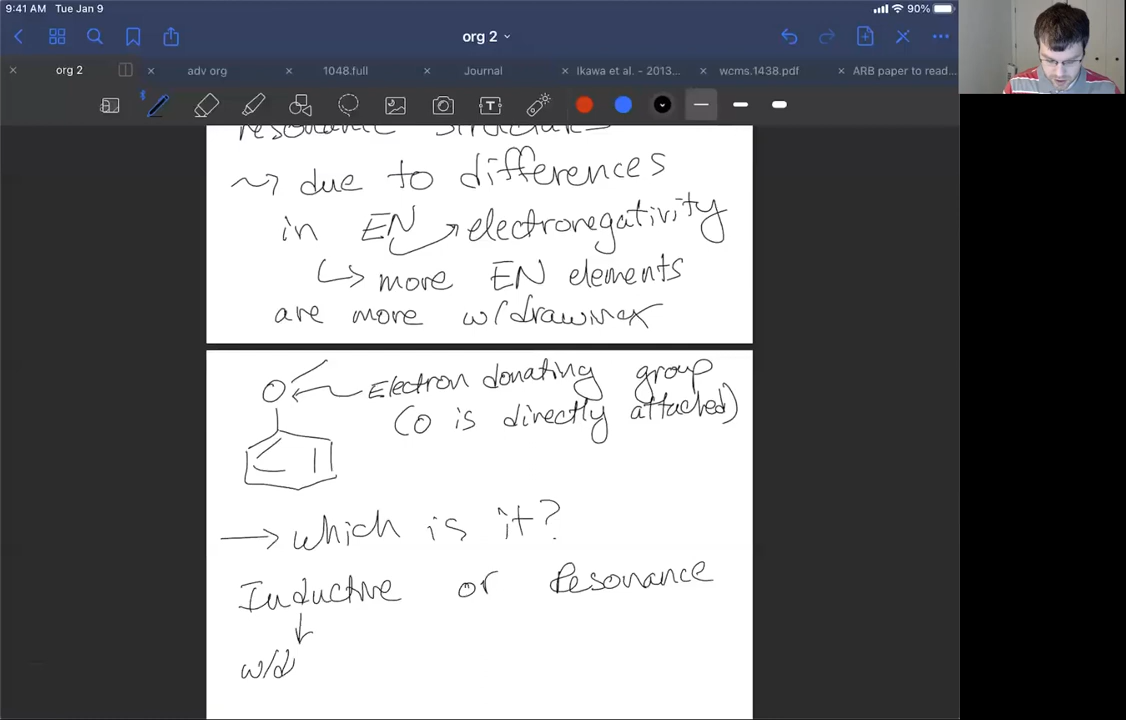 9:41 AM Tue Jan 9
90%
org 2
org 2
adv org
1048.full
Journal
Ikawa et al. - 2013...
wcms.1438.pdf
ARB paper to read...
resonance structures
due to differences
in EN electronegativity
more EN elements
are more w/drawing
O Electron donating group
(O is directly attached)
which is it?
Inductive or Resonance
w/d